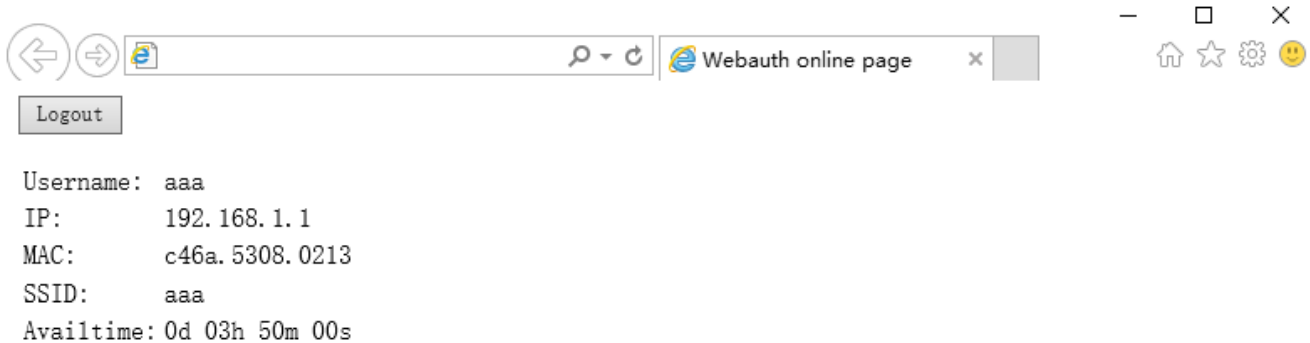 Webauth online page
Logout
Username: aaa
IP: 192.168.1.1
MAC: c46a.5308.0213
SSID: aaa
Availtime: 0d 03h 50m 00s